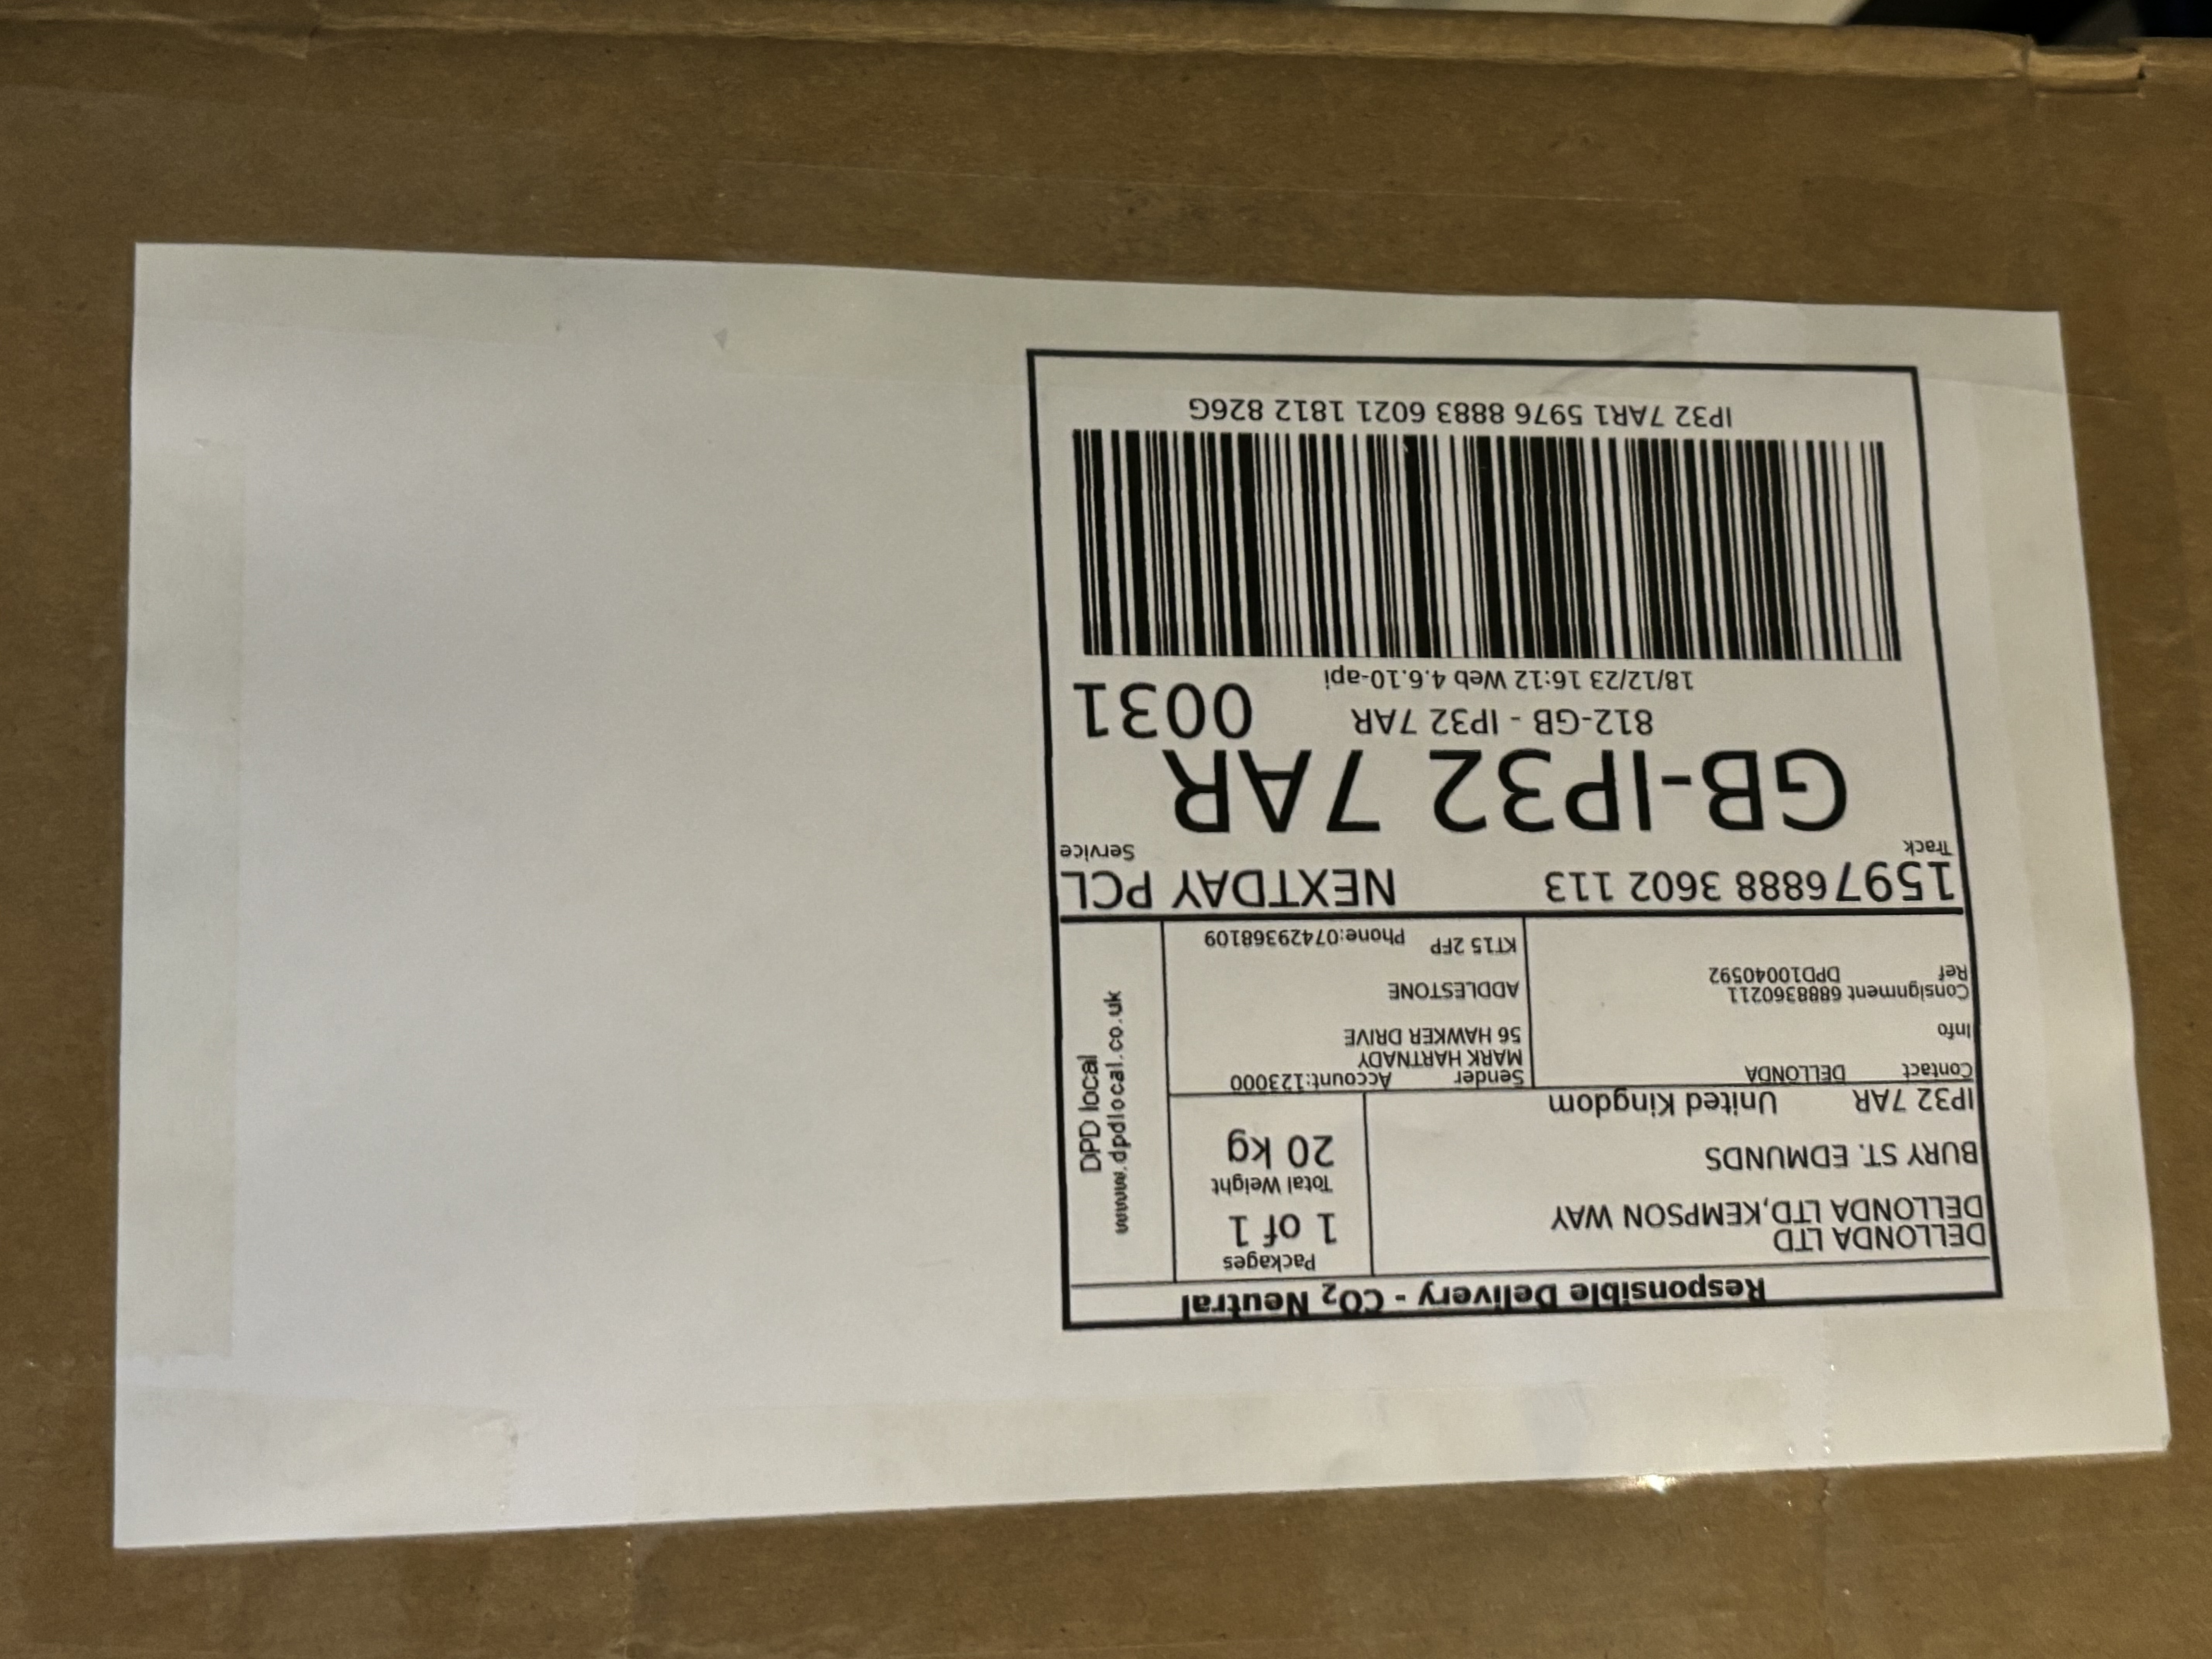 Responsible Delivery - CO₂ Neutral
DELLONDA LTD
DELLONDA LTD,KEMPSON WAY
BURY ST. EDMUNDS
IP32 7AR United Kingdom
Packages
1 of 1
Total Weight
20 kg
DPD local
www.dpdlocal.co.uk
Contact DELLONDA
Info
Consignment 6888360211
Ref DPD10040592
Sender Account:123000
MARK HARTNADY
56 HAWKER DRIVE
ADDLESTONE
KT15 2FP Phone:07429368109
15976888 3602 113 NEXTDAY PCL
Track Service
GB-IP32 7AR
812-GB - IP32 7AR 0031
18/12/23 16:12 Web 4.6.10-api
IP32 7AR1 5976 8883 6021 1812 826G